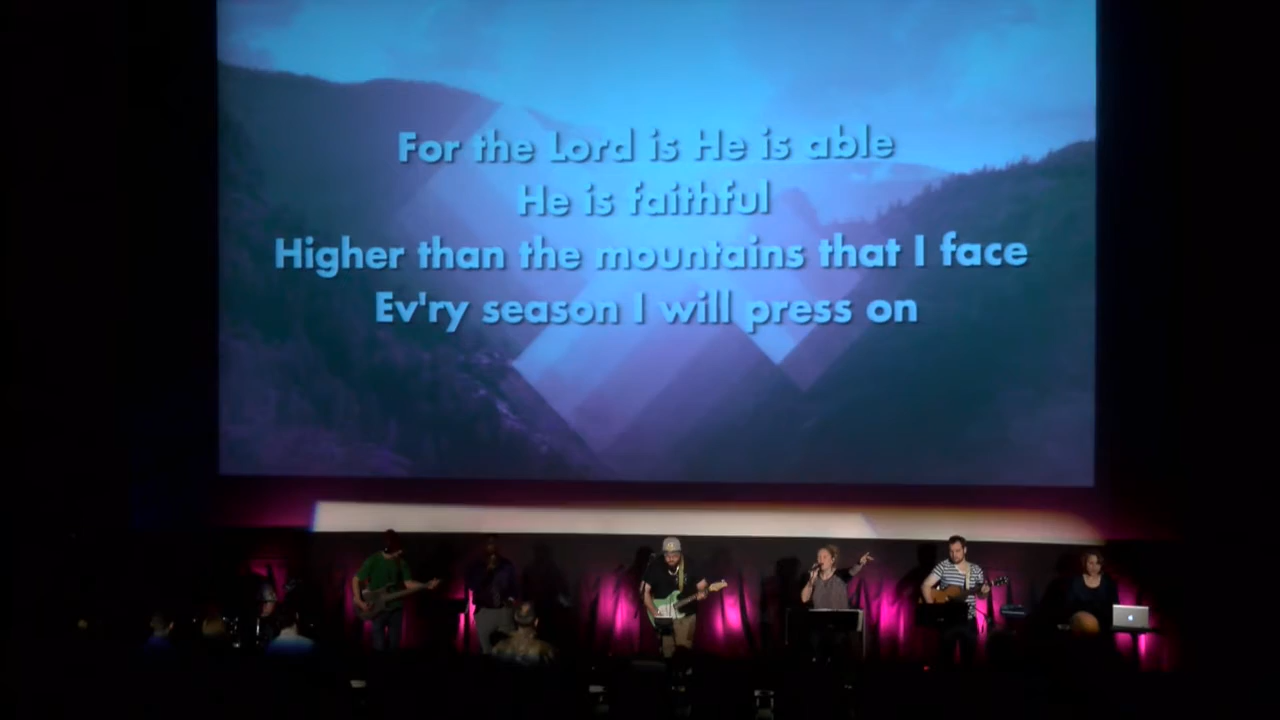 For the Lord is He is able
He is faithful
Higher than the mountains that I face
Ev'ry season I will press on